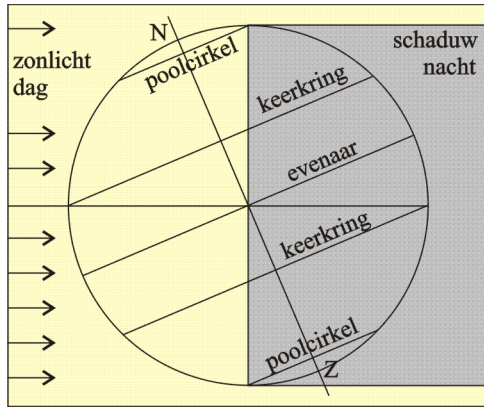 N
zonlicht
dag
poolcirkel
schaduw
nacht
keerkring
evenaar
keerkring
poolcirkel
Z